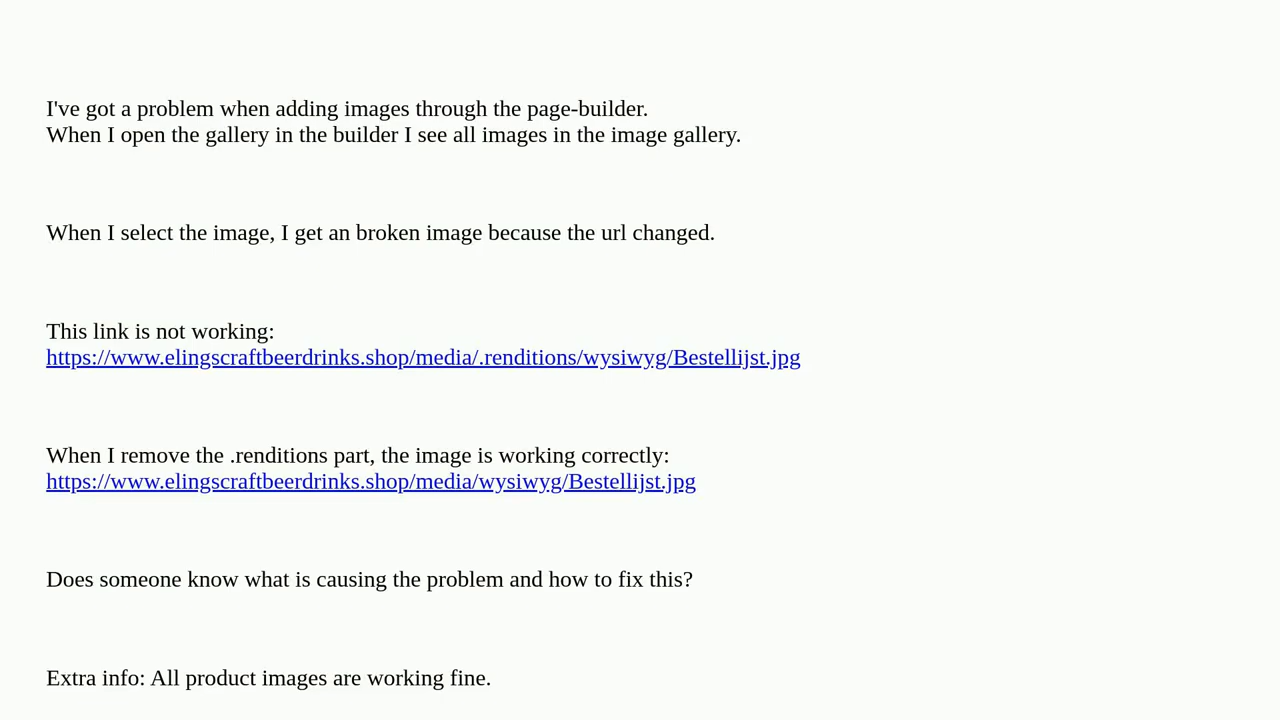 I've got a problem when adding images through the page-builder.
When I open the gallery in the builder I see all images in the image gallery.
When I select the image, I get an broken image because the url changed.
This link is not working:
https://www.elingscraftbeerdrinks.shop/media/.renditions/wysiwyg/Bestellijst.jpg
When I remove the .renditions part, the image is working correctly:
https://www.elingscraftbeerdrinks.shop/media/wysiwyg/Bestellijst.jpg
Does someone know what is causing the problem and how to fix this?
Extra info: All product images are working fine.